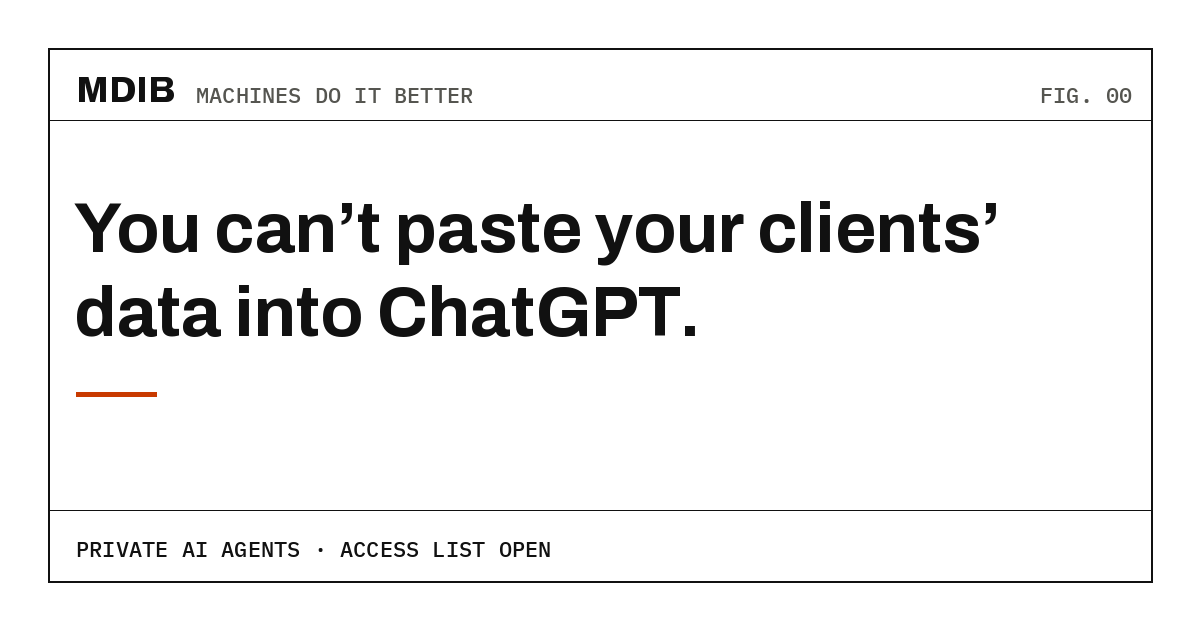 MDIB MACHINES DO IT BETTER FIG. 00
You can’t paste your clients’
data into ChatGPT.
PRIVATE AI AGENTS · ACCESS LIST OPEN